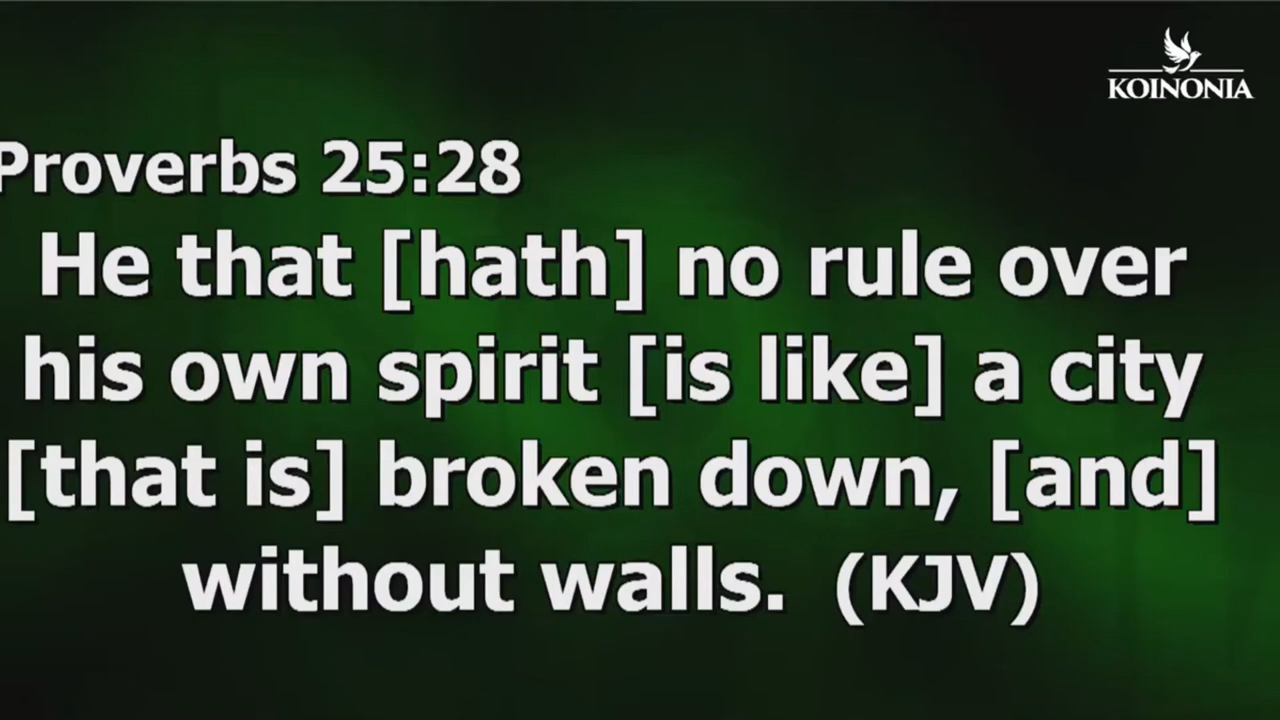 KOINONIA
Proverbs 25:28
He that [hath] no rule over
his own spirit [is like] a city
[that is] broken down, [and]
without walls. (KJV)